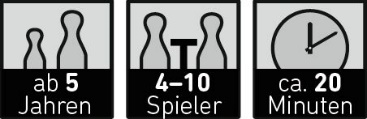 ab 5
Jahren
4–10
Spieler
ca. 20
Minuten